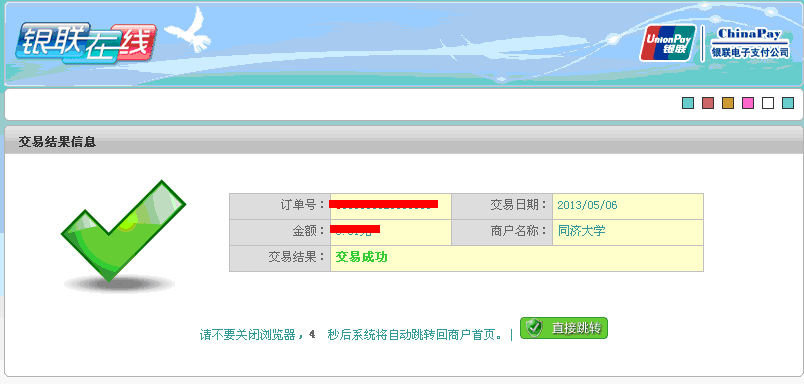 银联在线
UnionPay
银联
ChinaPay
银联电子支付公司
交易结果信息
订单号： 交易日期： 2013/05/06
金额： 商户名称： 同济大学
交易结果： 交易成功
请不要关闭浏览器，4 秒后系统将自动跳转回商户首页。| 直接跳转